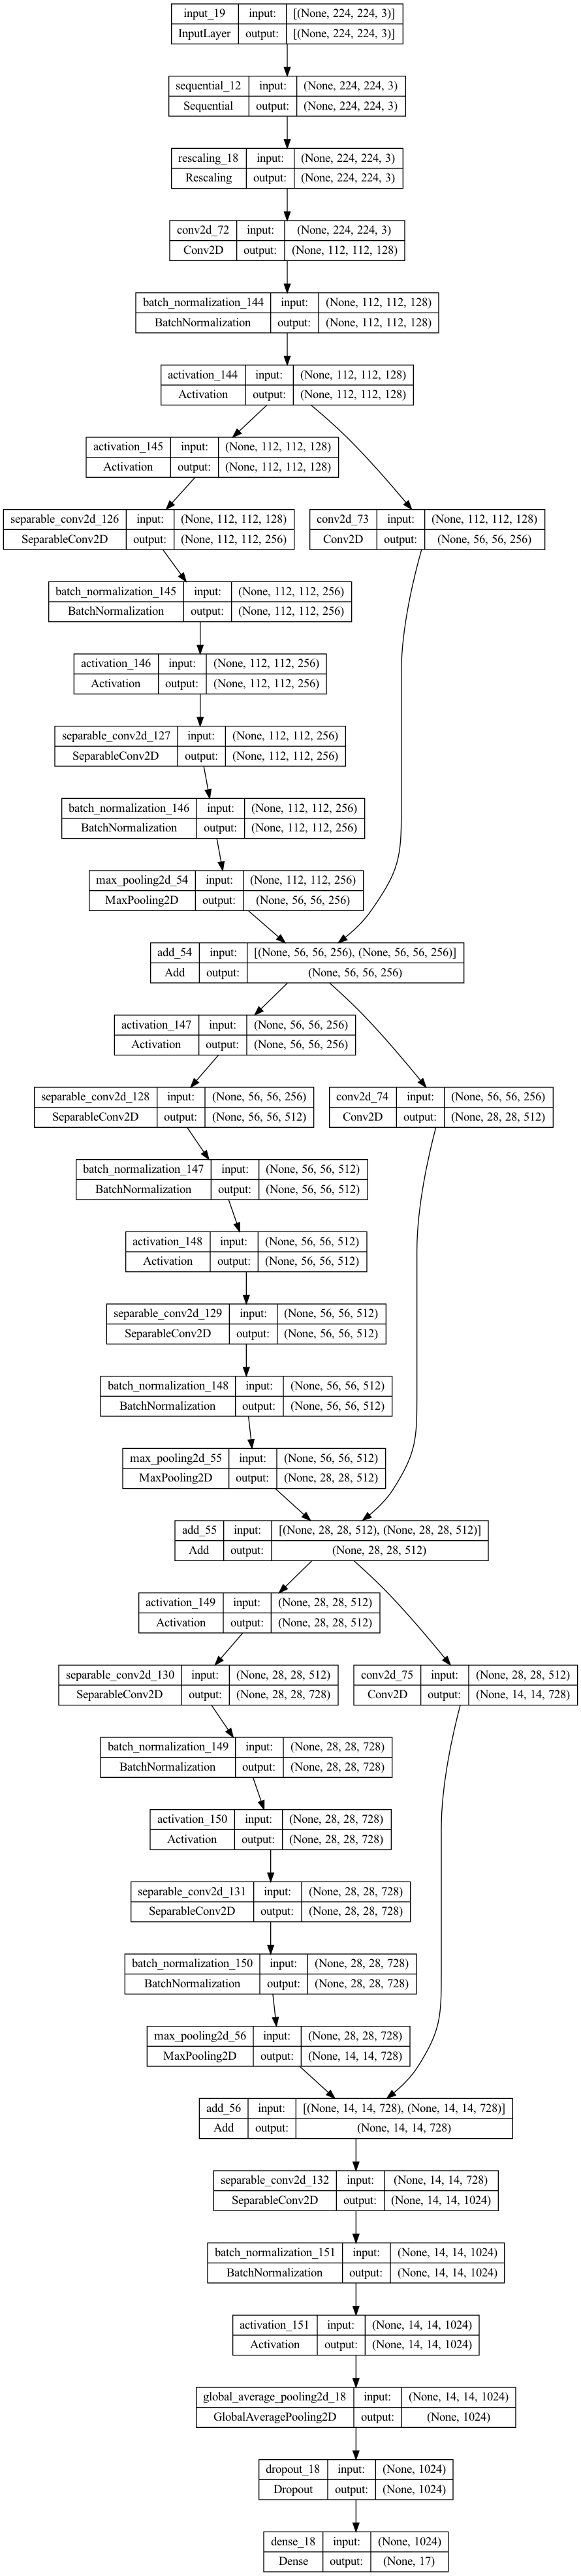 input_19 input: [(None, 224, 224, 3)]
InputLayer output: [(None, 224, 224, 3)]
sequential_12 input: (None, 224, 224, 3)
Sequential output: (None, 224, 224, 3)
rescaling_18 input: (None, 224, 224, 3)
Rescaling output: (None, 224, 224, 3)
conv2d_72 input: (None, 224, 224, 3)
Conv2D output: (None, 112, 112, 128)
batch_normalization_144 input: (None, 112, 112, 128)
BatchNormalization output: (None, 112, 112, 128)
activation_144 input: (None, 112, 112, 128)
Activation output: (None, 112, 112, 128)
activation_145 input: (None, 112, 112, 128)
Activation output: (None, 112, 112, 128)
separable_conv2d_126 input: (None, 112, 112, 128)
SeparableConv2D output: (None, 112, 112, 256)
conv2d_73 input: (None, 112, 112, 128)
Conv2D output: (None, 56, 56, 256)
batch_normalization_145 input: (None, 112, 112, 256)
BatchNormalization output: (None, 112, 112, 256)
activation_146 input: (None, 112, 112, 256)
Activation output: (None, 112, 112, 256)
separable_conv2d_127 input: (None, 112, 112, 256)
SeparableConv2D output: (None, 112, 112, 256)
batch_normalization_146 input: (None, 112, 112, 256)
BatchNormalization output: (None, 112, 112, 256)
max_pooling2d_54 input: (None, 112, 112, 256)
MaxPooling2D output: (None, 56, 56, 256)
add_54 input: [(None, 56, 56, 256), (None, 56, 56, 256)]
Add output: (None, 56, 56, 256)
activation_147 input: (None, 56, 56, 256)
Activation output: (None, 56, 56, 256)
separable_conv2d_128 input: (None, 56, 56, 256)
SeparableConv2D output: (None, 56, 56, 512)
conv2d_74 input: (None, 56, 56, 256)
Conv2D output: (None, 28, 28, 512)
batch_normalization_147 input: (None, 56, 56, 512)
BatchNormalization output: (None, 56, 56, 512)
activation_148 input: (None, 56, 56, 512)
Activation output: (None, 56, 56, 512)
separable_conv2d_129 input: (None, 56, 56, 512)
SeparableConv2D output: (None, 56, 56, 512)
batch_normalization_148 input: (None, 56, 56, 512)
BatchNormalization output: (None, 56, 56, 512)
max_pooling2d_55 input: (None, 56, 56, 512)
MaxPooling2D output: (None, 28, 28, 512)
add_55 input: [(None, 28, 28, 512), (None, 28, 28, 512)]
Add output: (None, 28, 28, 512)
activation_149 input: (None, 28, 28, 512)
Activation output: (None, 28, 28, 512)
separable_conv2d_130 input: (None, 28, 28, 512)
SeparableConv2D output: (None, 28, 28, 728)
conv2d_75 input: (None, 28, 28, 512)
Conv2D output: (None, 14, 14, 728)
batch_normalization_149 input: (None, 28, 28, 728)
BatchNormalization output: (None, 28, 28, 728)
activation_150 input: (None, 28, 28, 728)
Activation output: (None, 28, 28, 728)
separable_conv2d_131 input: (None, 28, 28, 728)
SeparableConv2D output: (None, 28, 28, 728)
batch_normalization_150 input: (None, 28, 28, 728)
BatchNormalization output: (None, 28, 28, 728)
max_pooling2d_56 input: (None, 28, 28, 728)
MaxPooling2D output: (None, 14, 14, 728)
add_56 input: [(None, 14, 14, 728), (None, 14, 14, 728)]
Add output: (None, 14, 14, 728)
separable_conv2d_132 input: (None, 14, 14, 728)
SeparableConv2D output: (None, 14, 14, 1024)
batch_normalization_151 input: (None, 14, 14, 1024)
BatchNormalization output: (None, 14, 14, 1024)
activation_151 input: (None, 14, 14, 1024)
Activation output: (None, 14, 14, 1024)
global_average_pooling2d_18 input: (None, 14, 14, 1024)
GlobalAveragePooling2D output: (None, 1024)
dropout_18 input: (None, 1024)
Dropout output: (None, 1024)
dense_18 input: (None, 1024)
Dense output: (None, 17)